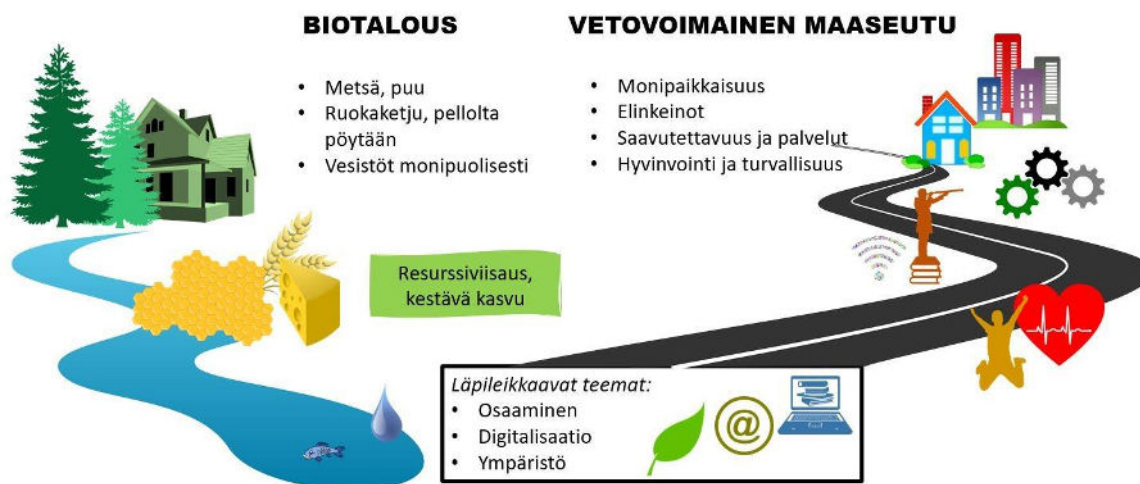 BIOTALOUS
• Metsä, puu
• Ruokaketju, pellolta
pöytään
• Vesistöt monipuolisesti
VETOVOIMAINEN MAASEUTU
• Monipaikkaisuus
• Elinkeinot
• Saavutettavuus ja palvelut
• Hyvinvointi ja turvallisuus
Resurssiviisaus,
kestävä kasvu
Läpileikkaavat teemat:
• Osaaminen
• Digitalisaatio
• Ympäristö
@